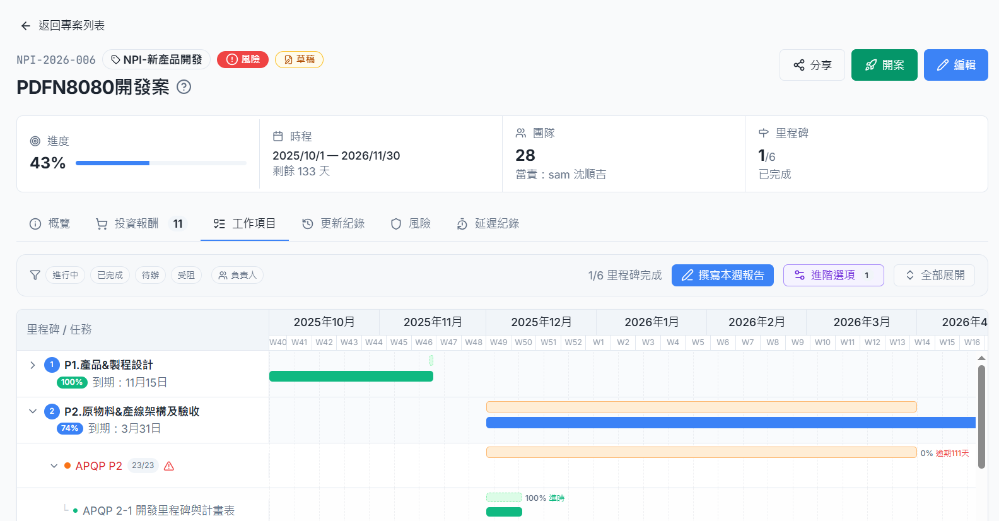 返回專案列表
NPI-2026-006 NPI-新產品開發 風險 草稿
分享 開案 編輯
PDFN8080開發案
進度
43%
時程
2025/10/1 — 2026/11/30
剩餘 133 天
團隊
28
當責：sam 沈順吉
里程碑
1/6
已完成
概覽 投資報酬 11 工作項目 更新紀錄 風險 延遲紀錄
進行中 已完成 待辦 受阻 負責人 1/6 里程碑完成 撰寫本週報告 進階選項 1 全部展開
里程碑 / 任務
2025年10月 2025年11月 2025年12月 2026年1月 2026年2月 2026年3月 2026年4
W40 W41 W42 W43 W44 W45 W46 W47 W48 W49 W50 W51 W52 W1 W2 W3 W4 W5 W6 W7 W8 W9 W10 W11 W12 W13 W14 W15 W16
1 P1.產品&製程設計
100% 到期：11月15日
2 P2.原物料&產線架構及驗收
74% 到期：3月31日
APQP P2 23/23
0% 逾期111天
APQP 2-1 開發里程碑與計畫表
100% 準時